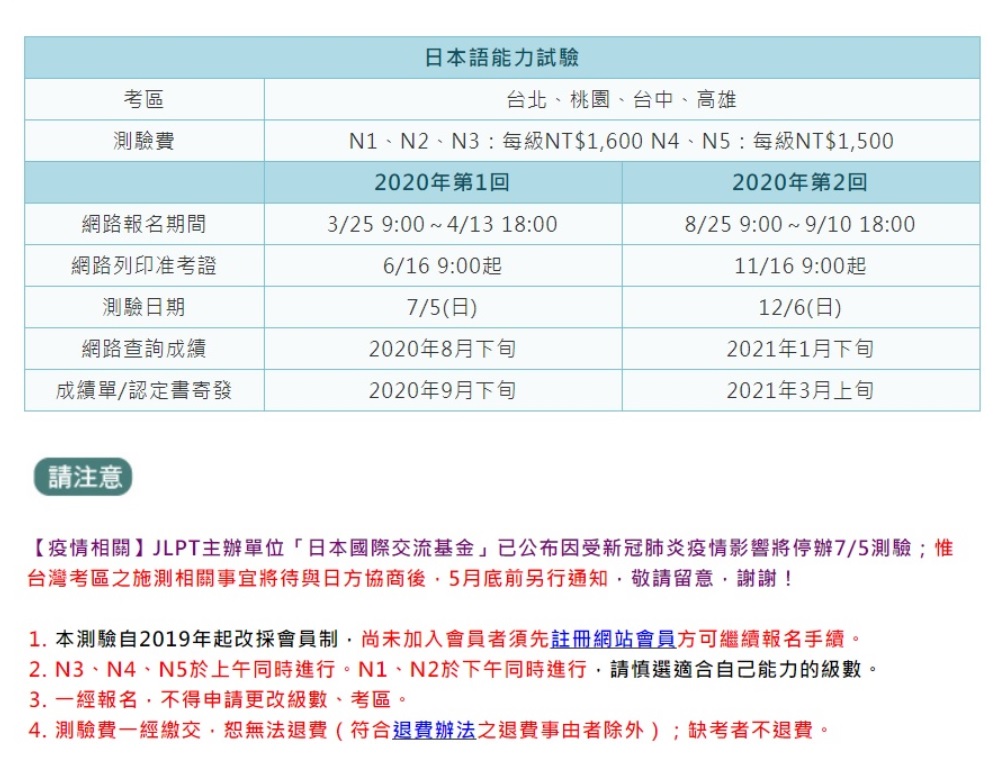 日本語能力試驗
考區 台北、桃園、台中、高雄
測驗費 N1、N2、N3：每級NT$1,600 N4、N5：每級NT$1,500
2020年第1回 2020年第2回
網路報名期間 3/25 9:00～4/13 18:00 8/25 9:00～9/10 18:00
網路列印准考證 6/16 9:00起 11/16 9:00起
測驗日期 7/5(日) 12/6(日)
網路查詢成績 2020年8月下旬 2021年1月下旬
成績單/認定書寄發 2020年9月下旬 2021年3月上旬
請注意
【疫情相關】JLPT主辦單位「日本國際交流基金」已公布因受新冠肺炎疫情影響將停辦7/5測驗；惟
台灣考區之施測相關事宜將待與日方協商後，5月底前另行通知，敬請留意，謝謝！
1. 本測驗自2019年起改採會員制，尚未加入會員者須先註冊網站會員方可繼續報名手續。
2. N3、N4、N5於上午同時進行。N1、N2於下午同時進行，請慎選適合自己能力的級數。
3. 一經報名，不得申請更改級數、考區。
4. 測驗費一經繳交，恕無法退費（符合退費辦法之退費事由者除外）；缺考者不退費。